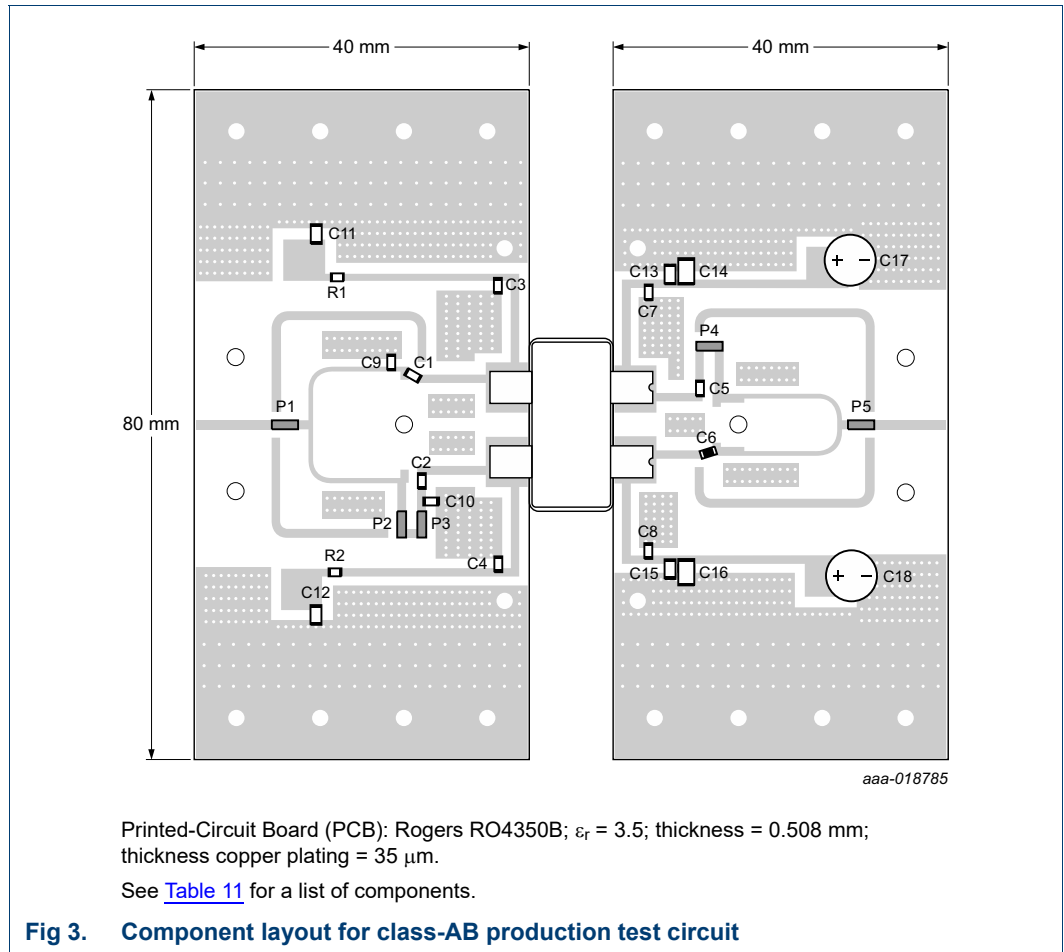 40 mm
40 mm
80 mm
C11
R1
C3
C9
C1
P1
C2
C10
P2
P3
R2
C4
C12
C13
C14
+ −
C17
C7
P4
C5
P5
C6
C8
C15
C16
+ −
C18
aaa-018785
Printed-Circuit Board (PCB): Rogers RO4350B; εr = 3.5; thickness = 0.508 mm;
thickness copper plating = 35 μm.
See Table 11 for a list of components.
Fig 3. Component layout for class-AB production test circuit